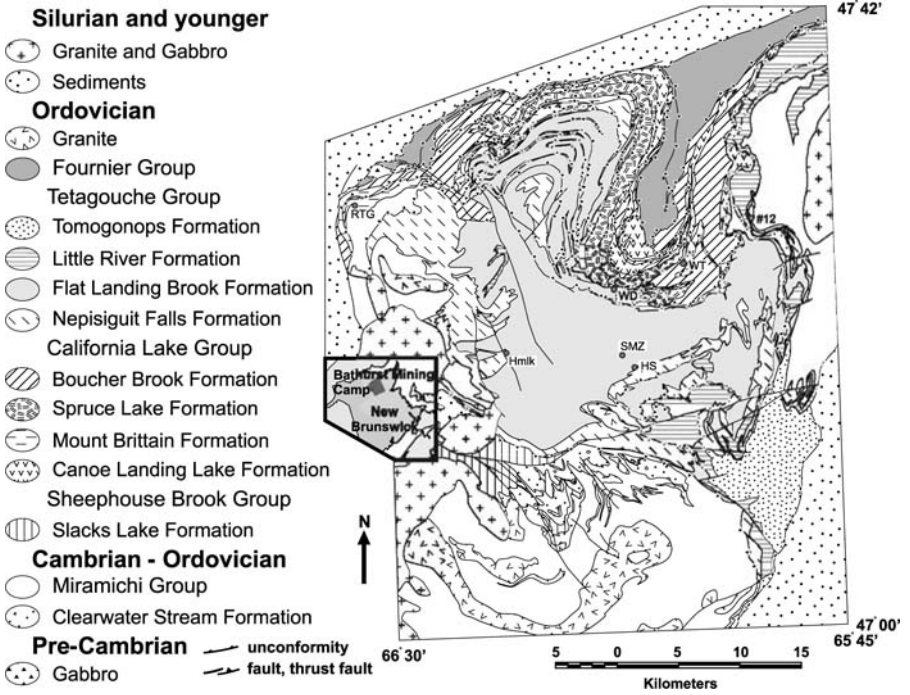 Silurian and younger
Granite and Gabbro
Sediments
Ordovician
Granite
Fournier Group
Tetagouche Group
Tomogonops Formation
Little River Formation
Flat Landing Brook Formation
Nepisiguit Falls Formation
California Lake Group
Boucher Brook Formation
Spruce Lake Formation
Mount Brittain Formation
Canoe Landing Lake Formation
Sheephouse Brook Group
Slacks Lake Formation
Cambrian - Ordovician
Miramichi Group
Clearwater Stream Formation
Pre-Cambrian
Gabbro
unconformity
fault, thrust fault
47°42'
RTG
#12
WT
WD
SMZ
HS
Hmlk
Bathurst Mining
Camp
New
Brunswick
N
47°00'
65°45'
66°30'
5 0 5 10 15
Kilometers